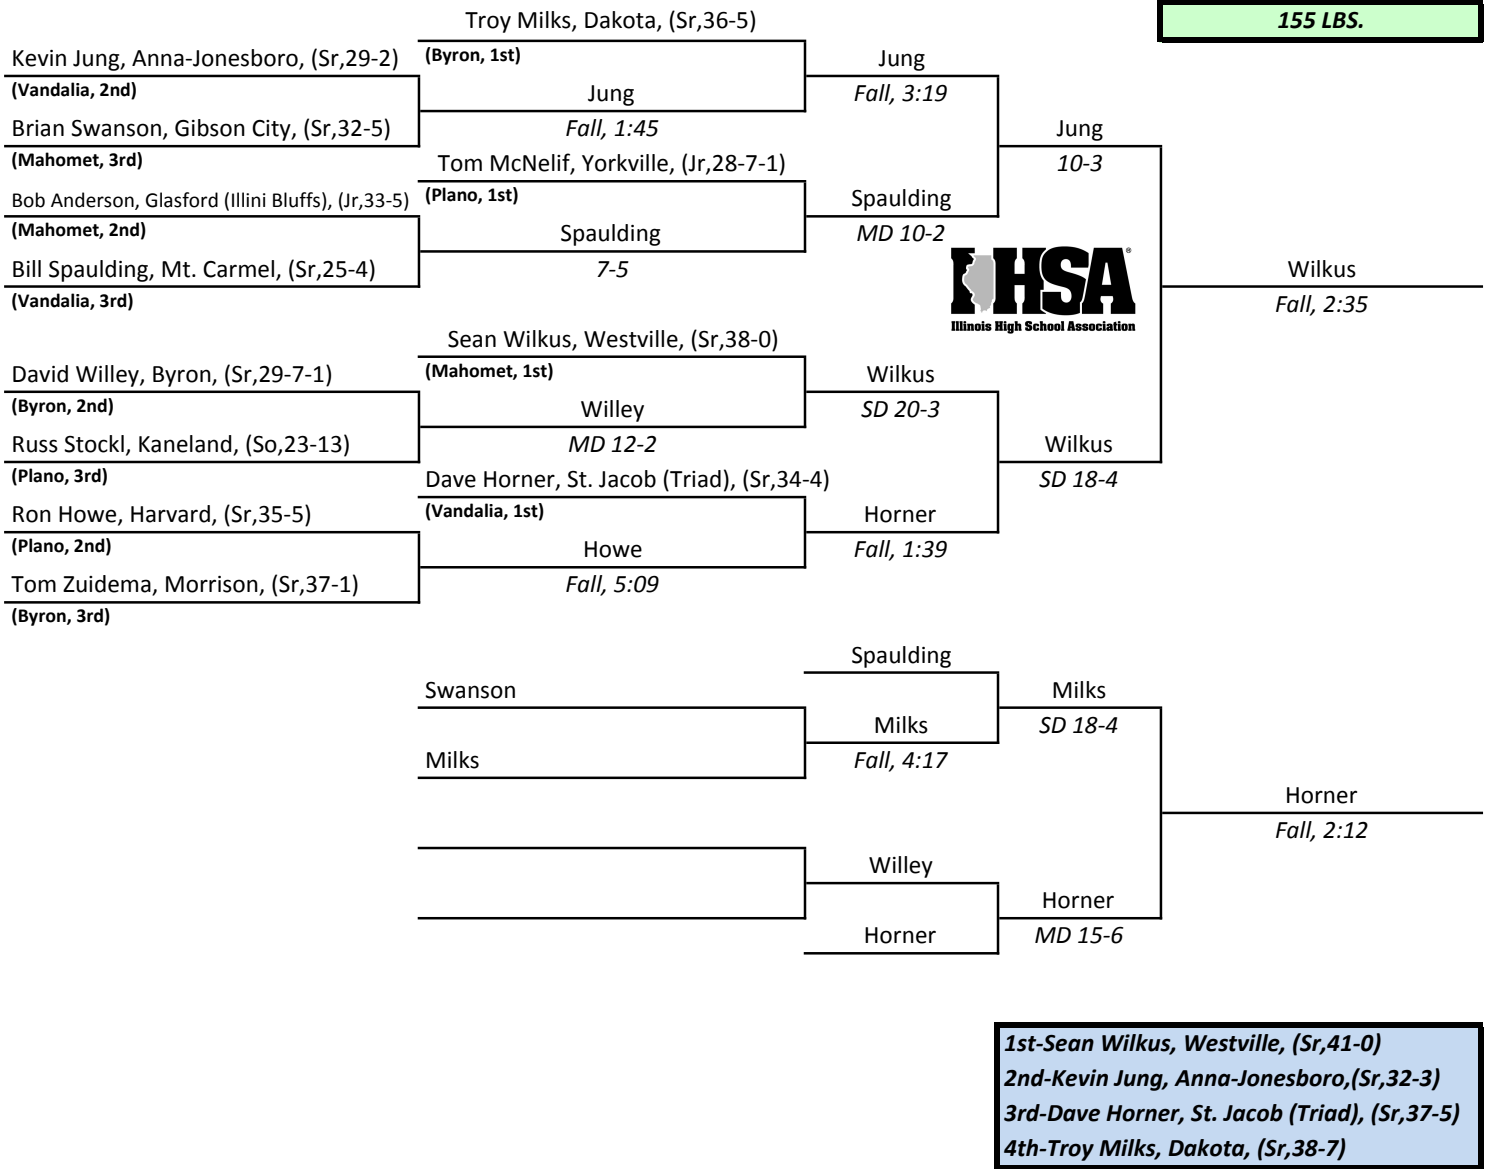 Troy Milks, Dakota, (Sr,36-5)
155 LBS.
Kevin Jung, Anna-Jonesboro, (Sr,29-2)
(Byron, 1st)
Jung
(Vandalia, 2nd)
Jung
Fall, 3:19
Brian Swanson, Gibson City, (Sr,32-5)
Fall, 1:45
Jung
(Mahomet, 3rd)
Tom McNelif, Yorkville, (Jr,28-7-1)
10-3
Bob Anderson, Glasford (Illini Bluffs), (Jr,33-5)
(Plano, 1st)
Spaulding
(Mahomet, 2nd)
Spaulding
MD 10-2
Bill Spaulding, Mt. Carmel, (Sr,25-4)
7-5
IHSA®
Illinois High School Association
Wilkus
(Vandalia, 3rd)
Fall, 2:35
Sean Wilkus, Westville, (Sr,38-0)
David Willey, Byron, (Sr,29-7-1)
(Mahomet, 1st)
Wilkus
(Byron, 2nd)
Willey
SD 20-3
Russ Stockl, Kaneland, (So,23-13)
MD 12-2
Wilkus
(Plano, 3rd)
Dave Horner, St. Jacob (Triad), (Sr,34-4)
SD 18-4
Ron Howe, Harvard, (Sr,35-5)
(Vandalia, 1st)
Horner
(Plano, 2nd)
Howe
Fall, 1:39
Tom Zuidema, Morrison, (Sr,37-1)
Fall, 5:09
(Byron, 3rd)
Spaulding
Swanson
Milks
Milks
SD 18-4
Milks
Fall, 4:17
Horner
Fall, 2:12
Willey
Horner
Horner
MD 15-6
1st-Sean Wilkus, Westville, (Sr,41-0)
2nd-Kevin Jung, Anna-Jonesboro,(Sr,32-3)
3rd-Dave Horner, St. Jacob (Triad), (Sr,37-5)
4th-Troy Milks, Dakota, (Sr,38-7)